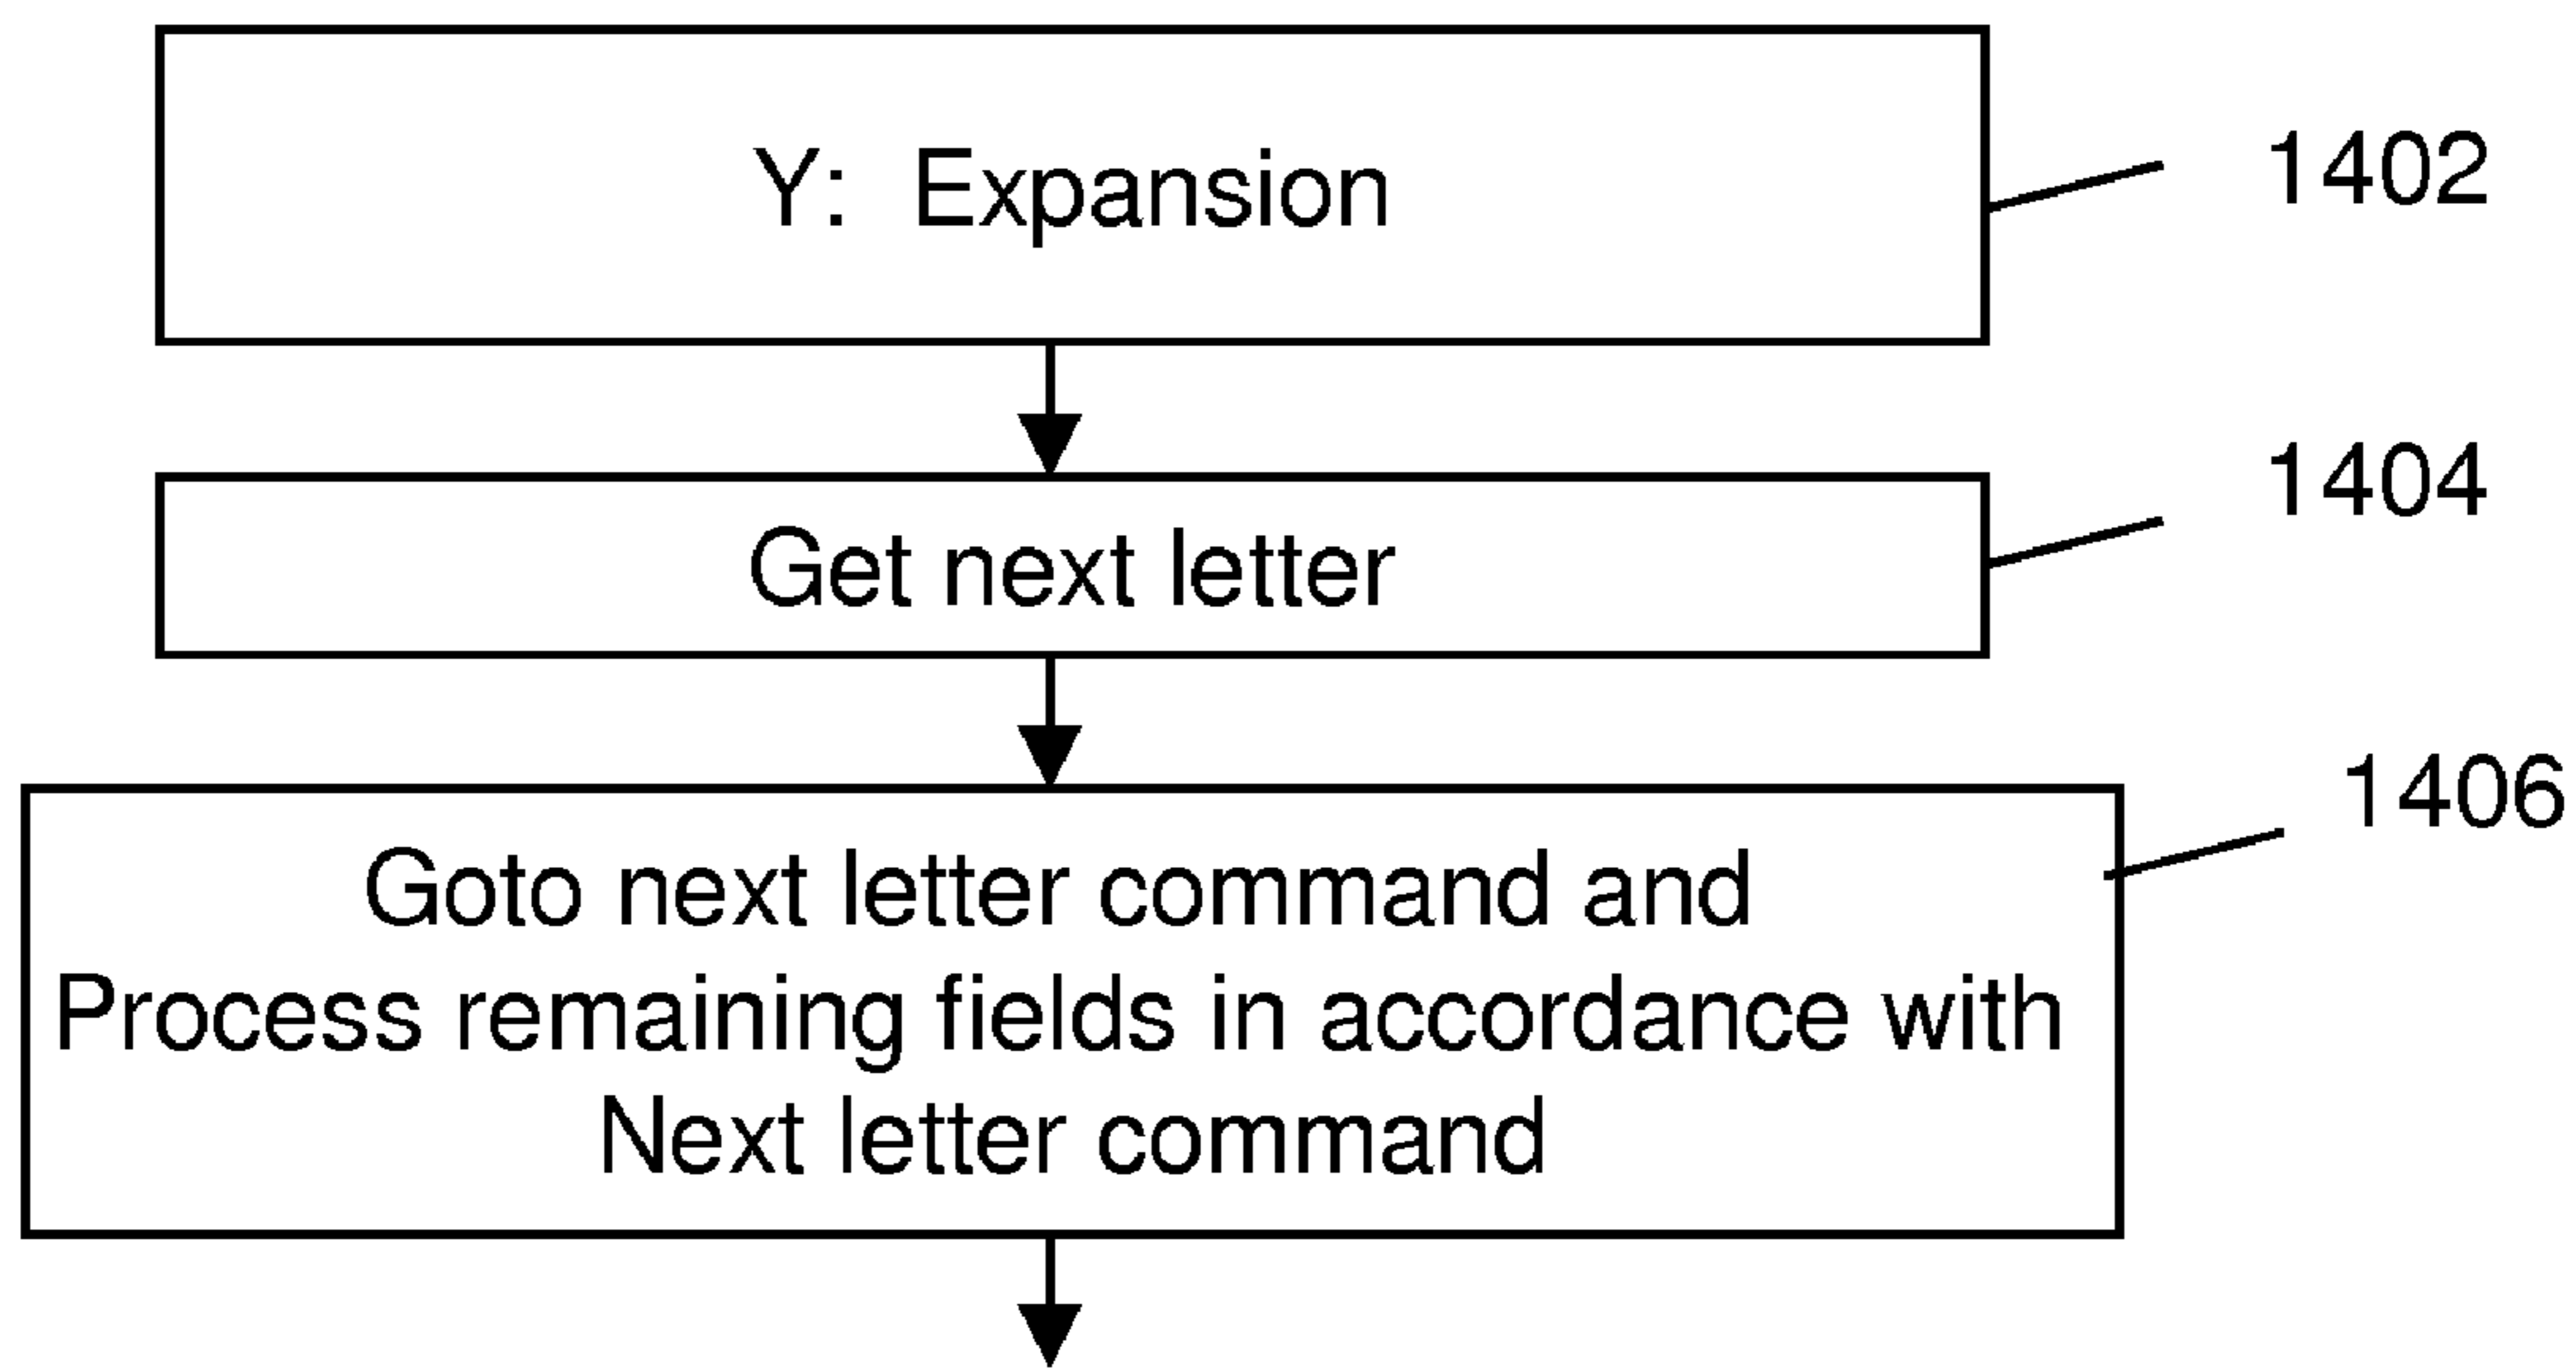 Y: Expansion
1402
Get next letter
1404
Goto next letter command and
Process remaining fields in accordance with
Next letter command
1406